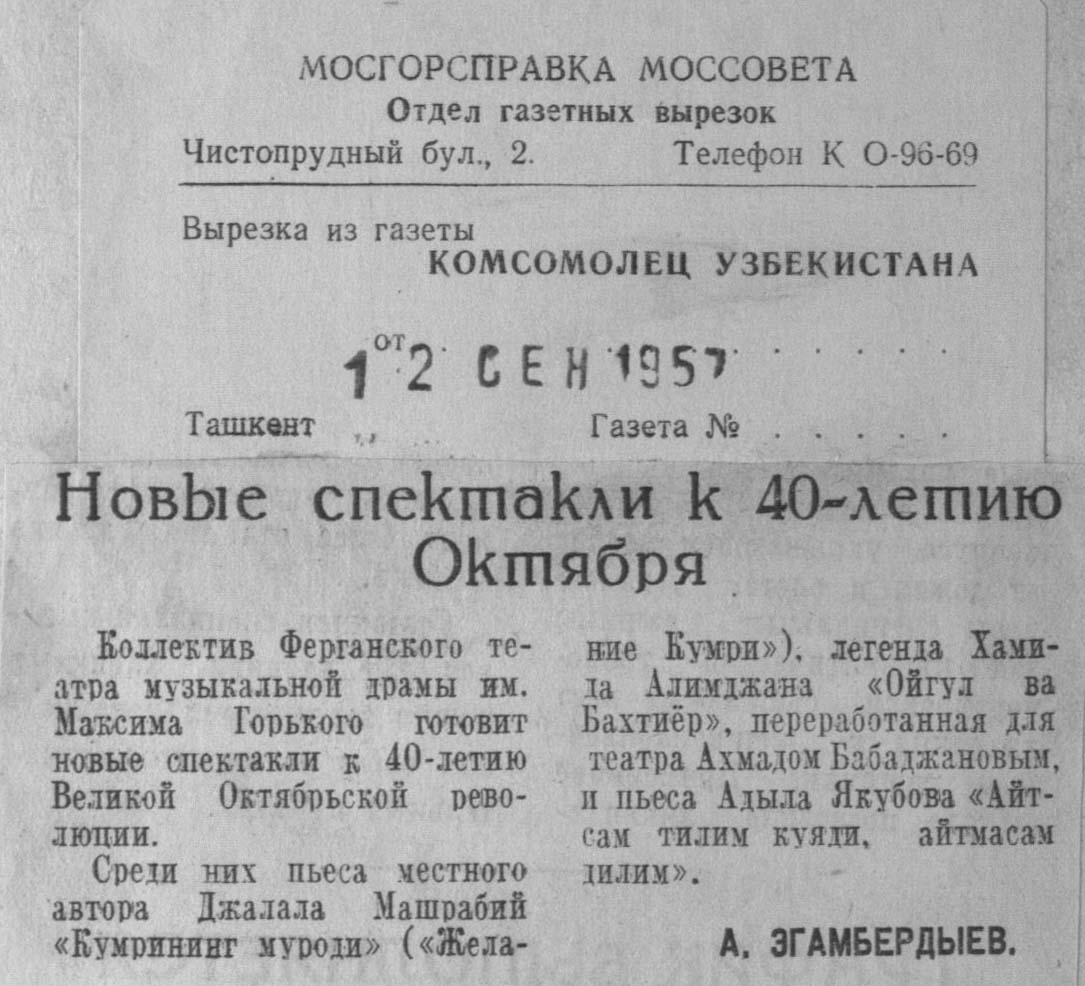 МОСГОРСПРАВКА МОССОВЕТА
Отдел газетных вырезок
Чистопрудный бул., 2. Телефон К 0-96-69
Вырезка из газеты
КОМСОМОЛЕЦ УЗБЕКИСТАНА
от
12 СЕН 1957 . . . . . .
Ташкент Газета № . . . . .
Новые спектакли к 40-летию
Октября
Коллектив Ферганского те-
атра музыкальной драмы им.
Максима Горького готовит
новые спектакли к 40-летию
Великой Октябрьской рево-
люции.
Среди них пьеса местного
автора Джалала Машрабий
«Кумрининг муроди» («Жела-
ние Кумри»), легенда Хами-
да Алимджана «Ойгул ва
Бахтиёр», переработанная для
театра Ахмадом Бабаджановым,
и пьеса Адыла Якубова «Айт-
сам тилим куяди, айтмасам
дилим».
А. ЭГАМБЕРДЫЕВ.